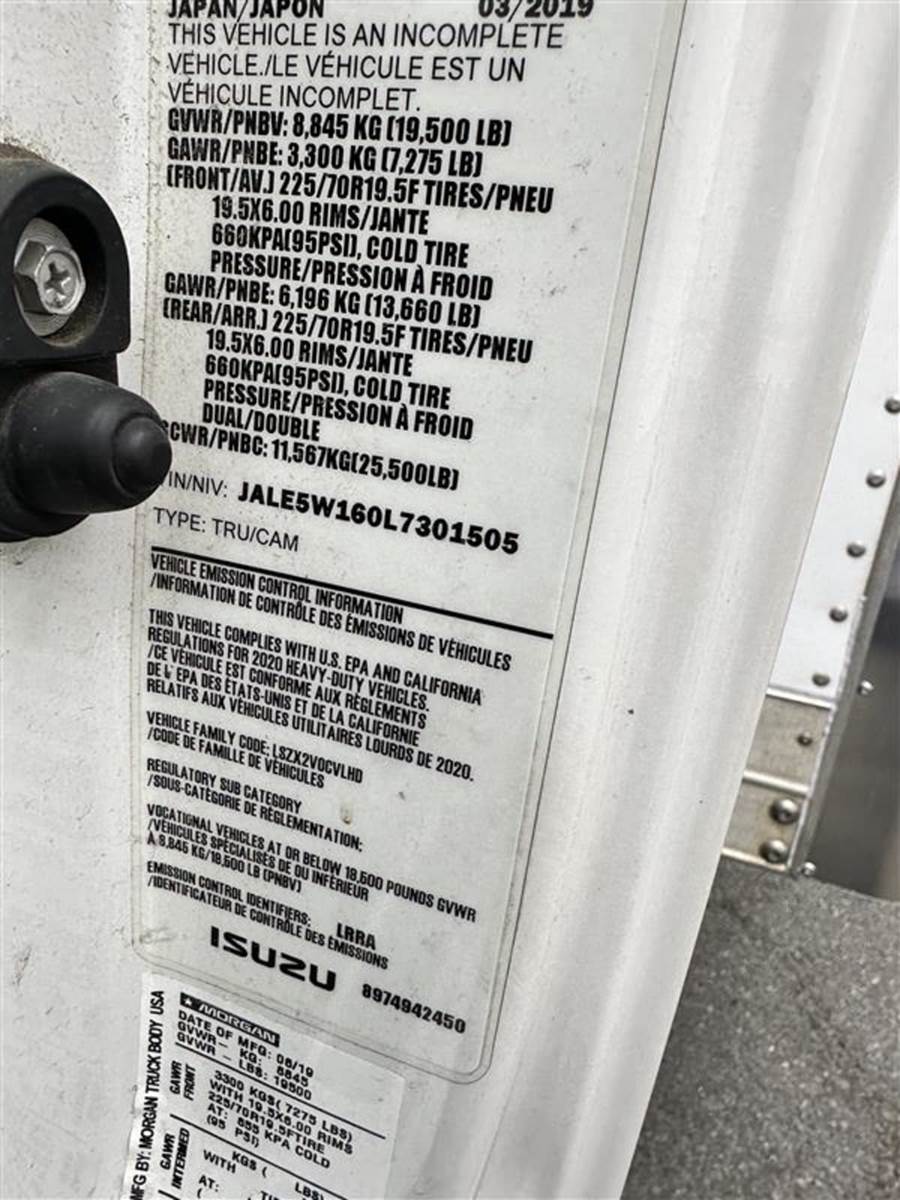 JAPAN/JAPON 03/2019
THIS VEHICLE IS AN INCOMPLETE
VEHICLE./LE VÉHICULE EST UN
VÉHICULE INCOMPLET.
GVWR/PNBV: 8,845 KG (19,500 LB)
GAWR/PNBE: 3,300 KG (7,275 LB)
(FRONT/AV.) 225/70R19.5F TIRES/PNEU
19.5X6.00 RIMS/JANTE
660KPA(95PSI), COLD TIRE
PRESSURE/PRESSION À FROID
GAWR/PNBE: 6,196 KG (13,660 LB)
(REAR/ARR.) 225/70R19.5F TIRES/PNEU
19.5X6.00 RIMS/JANTE
660KPA(95PSI), COLD TIRE
PRESSURE/PRESSION À FROID
DUAL/DOUBLE
GCWR/PNBC: 11,567KG(25,500LB)
VIN/NIV: JALE5W160L7301505
TYPE: TRU/CAM
VEHICLE EMISSION CONTROL INFORMATION
/INFORMATION DE CONTRÔLE DES ÉMISSIONS DE VÉHICULES
THIS VEHICLE COMPLIES WITH U.S. EPA AND CALIFORNIA
REGULATIONS FOR 2020 HEAVY-DUTY VEHICLES.
/CE VÉHICULE EST CONFORME AUX RÈGLEMENTS
DE L'EPA DES ÉTATS-UNIS ET DE LA CALIFORNIE
RELATIFS AUX VÉHICULES UTILITAIRES LOURDS DE 2020.
VEHICLE FAMILY CODE: LSZX2VOCVLHD
/CODE DE FAMILLE DE VÉHICULES
REGULATORY SUB CATEGORY
/SOUS-CATÉGORIE DE RÉGLEMENTATION:
VOCATIONAL VEHICLES AT OR BELOW 19,500 POUNDS GVWR
/VÉHICULES SPÉCIALISÉS DE OU INFÉRIEUR
À 8,845 KG/19,500 LB (PNBV)
EMISSION CONTROL IDENTIFIERS: LRRA
/IDENTIFICATEUR DE CONTRÔLE DES ÉMISSIONS
ISUZU 8974942450
MORGAN
DATE OF MFG: 06/19
GVWR- KG: 8845
GVWR - LBS: 19500
MFG BY: MORGAN TRUCK BODY USA
GAWR FRONT
3300 KGS( 7275 LBS)
WITH 19.5X6.00 RIMS
225/70R19.5FTIRE
AT: 655 KPA COLD
(95 PSI)
GAWR INTERMED
KGS ( LBS)
WITH
AT: